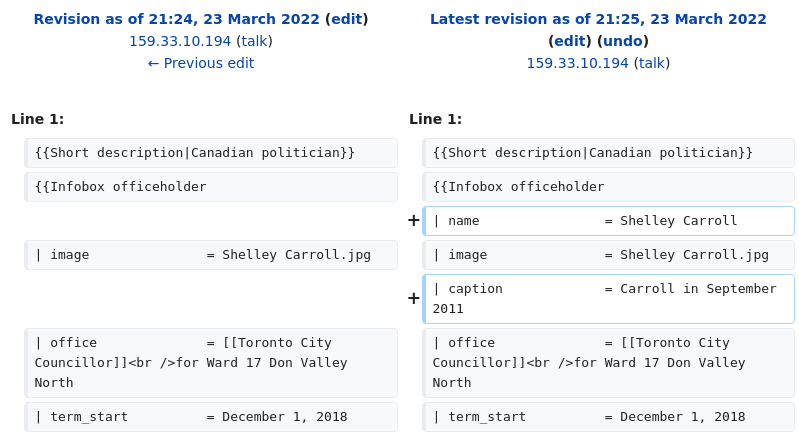 Revision as of 21:24, 23 March 2022 (edit)
159.33.10.194 (talk)
← Previous edit
Latest revision as of 21:25, 23 March 2022
(edit) (undo)
159.33.10.194 (talk)
Line 1:
Line 1:
{{Short description|Canadian politician}}
{{Short description|Canadian politician}}
{{Infobox officeholder
{{Infobox officeholder
+
| name = Shelley Carroll
| image = Shelley Carroll.jpg
| image = Shelley Carroll.jpg
+
| caption = Carroll in September
2011
| office = [[Toronto City
Councillor]]<br />for Ward 17 Don Valley
North
| office = [[Toronto City
Councillor]]<br />for Ward 17 Don Valley
North
| term_start = December 1, 2018
| term_start = December 1, 2018